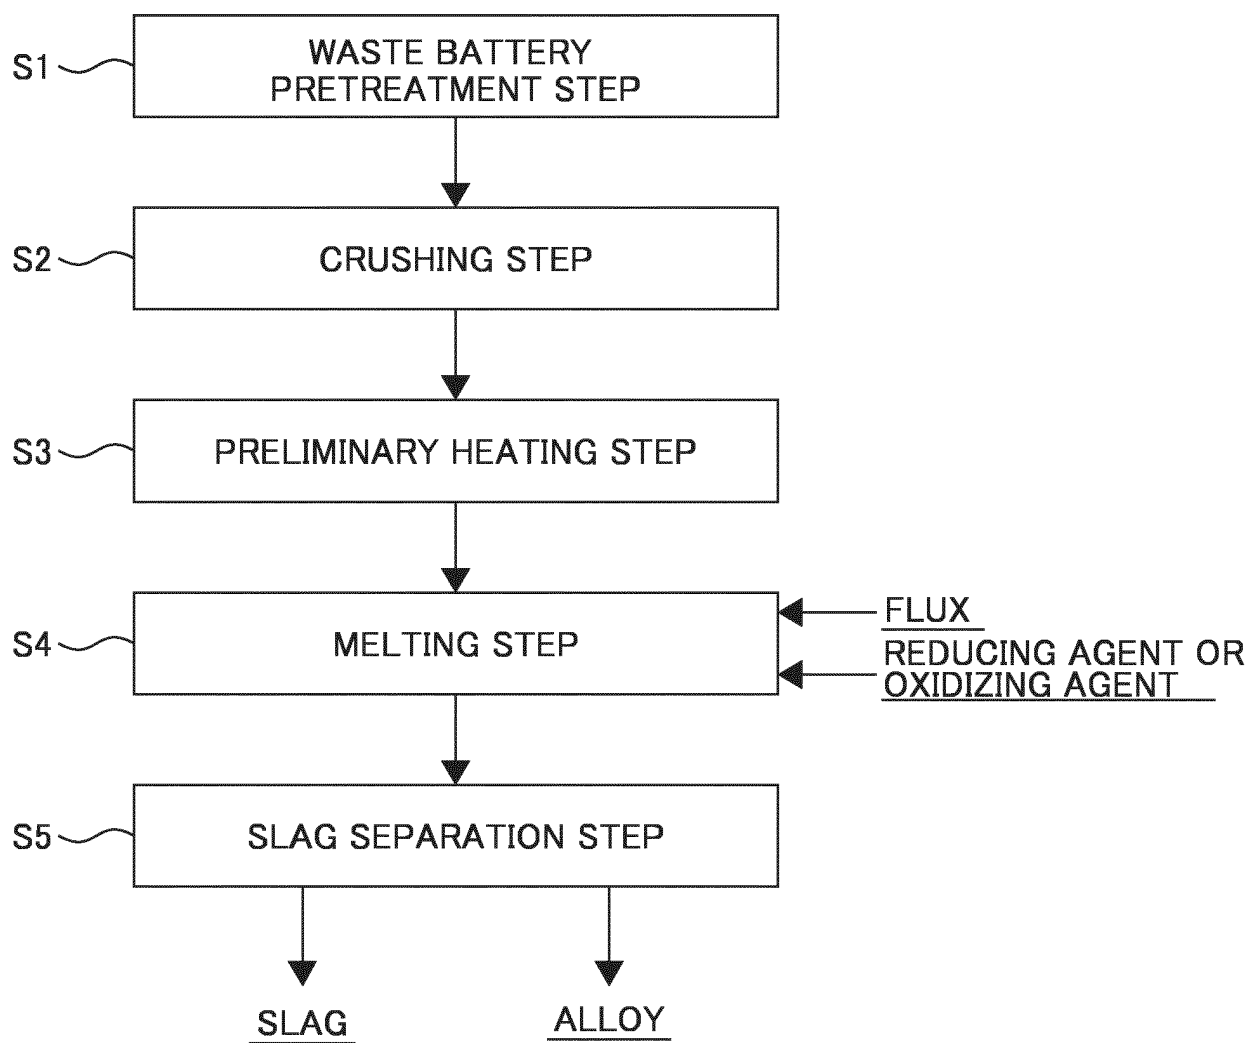 S1
WASTE BATTERY
PRETREATMENT STEP
S2
CRUSHING STEP
S3
PRELIMINARY HEATING STEP
S4
MELTING STEP
FLUX
REDUCING AGENT OR
OXIDIZING AGENT
S5
SLAG SEPARATION STEP
SLAG
ALLOY